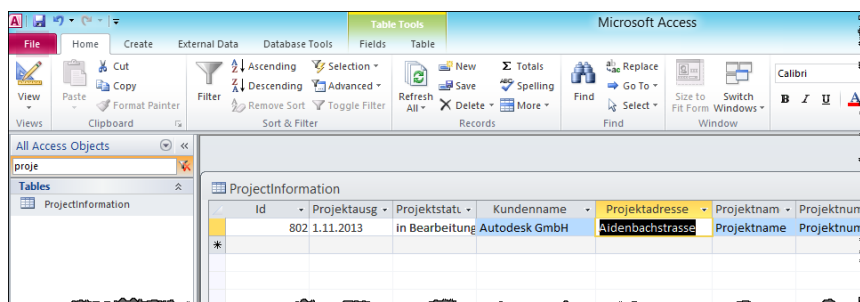 Table Tools
Microsoft Access
File Home Create External Data Database Tools Fields Table
View
Views
Paste
Cut
Copy
Format Painter
Clipboard
Filter
Ascending
Descending
Remove Sort
Selection
Advanced
Toggle Filter
Sort & Filter
Refresh
All
New
Save
Delete
Totals
Spelling
More
Records
Find
Replace
Go To
Select
Find
Size to
Fit Form
Switch
Windows
Window
Calibri
B I U A
All Access Objects
proje
Tables
ProjectInformation
ProjectInformation
Id Projektausg Projektstatu Kundenname Projektadresse Projektnam Projektnum
802 1.11.2013 in Bearbeitung Autodesk GmbH Aidenbachstrasse Projektname Projektnum